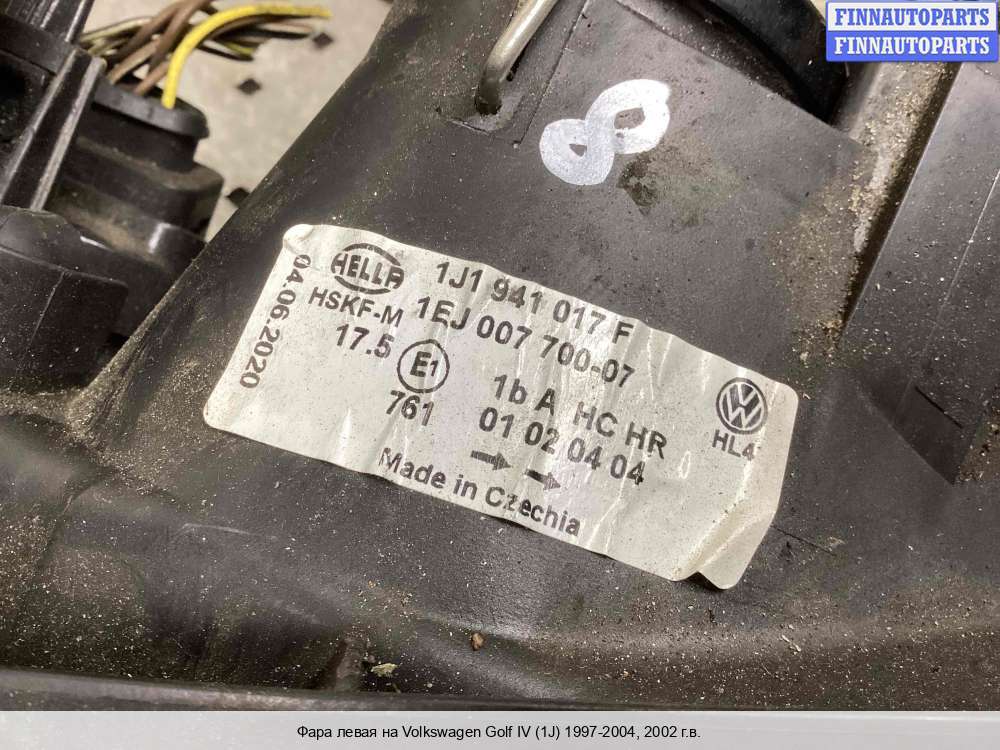 FINNAUTOPARTS
FINNAUTOPARTS
8
HELLA
1J1 941 017 F
HSKF-M 1EJ 007 700-07
17.5
E1
1b A HC HR
761
01 02 04 04
04.06.2020
VW
HL4
Made in Czechia
Фара левая на Volkswagen Golf IV (1J) 1997-2004, 2002 г.в.